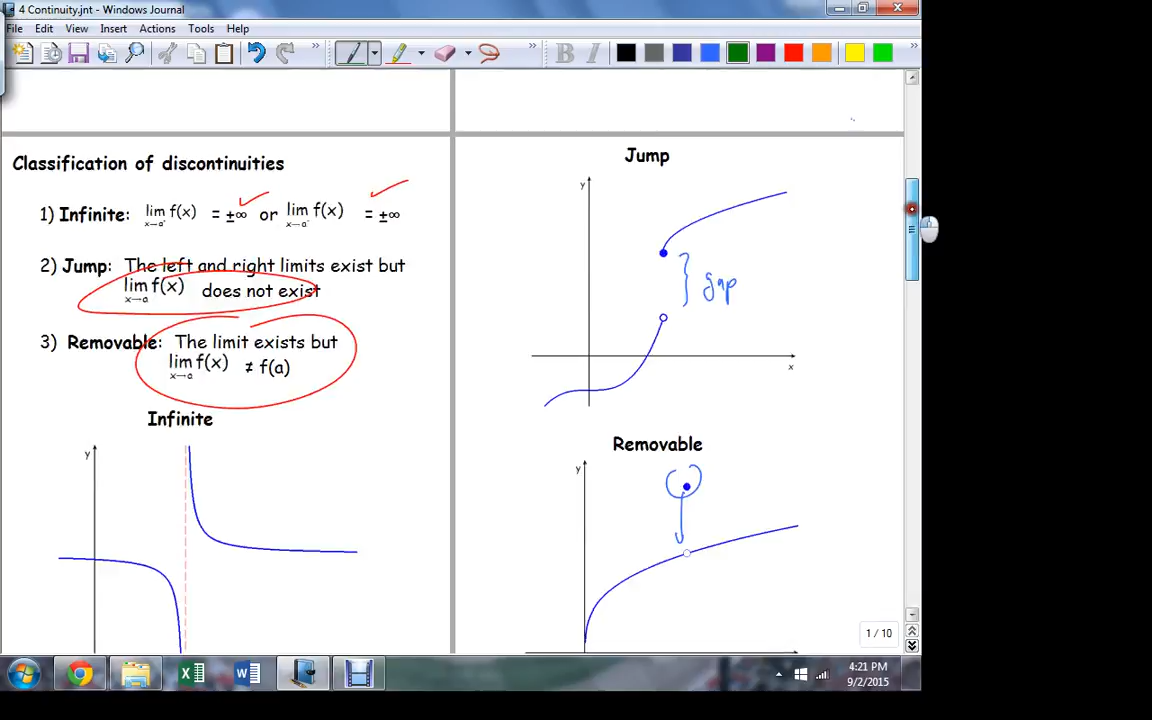 4 Continuity.jnt - Windows Journal
File Edit View Insert Actions Tools Help
B I
Classification of discontinuities
1) Infinite: lim f(x) = ±∞ or lim f(x) = ±∞
x→a x→a
2) Jump: The left and right limits exist but
lim f(x) does not exist
x→a
3) Removable: The limit exists but
lim f(x) ≠ f(a)
x→a
Infinite
y
Jump
y
gap
x
Removable
y
1 / 10
4:21 PM
9/2/2015